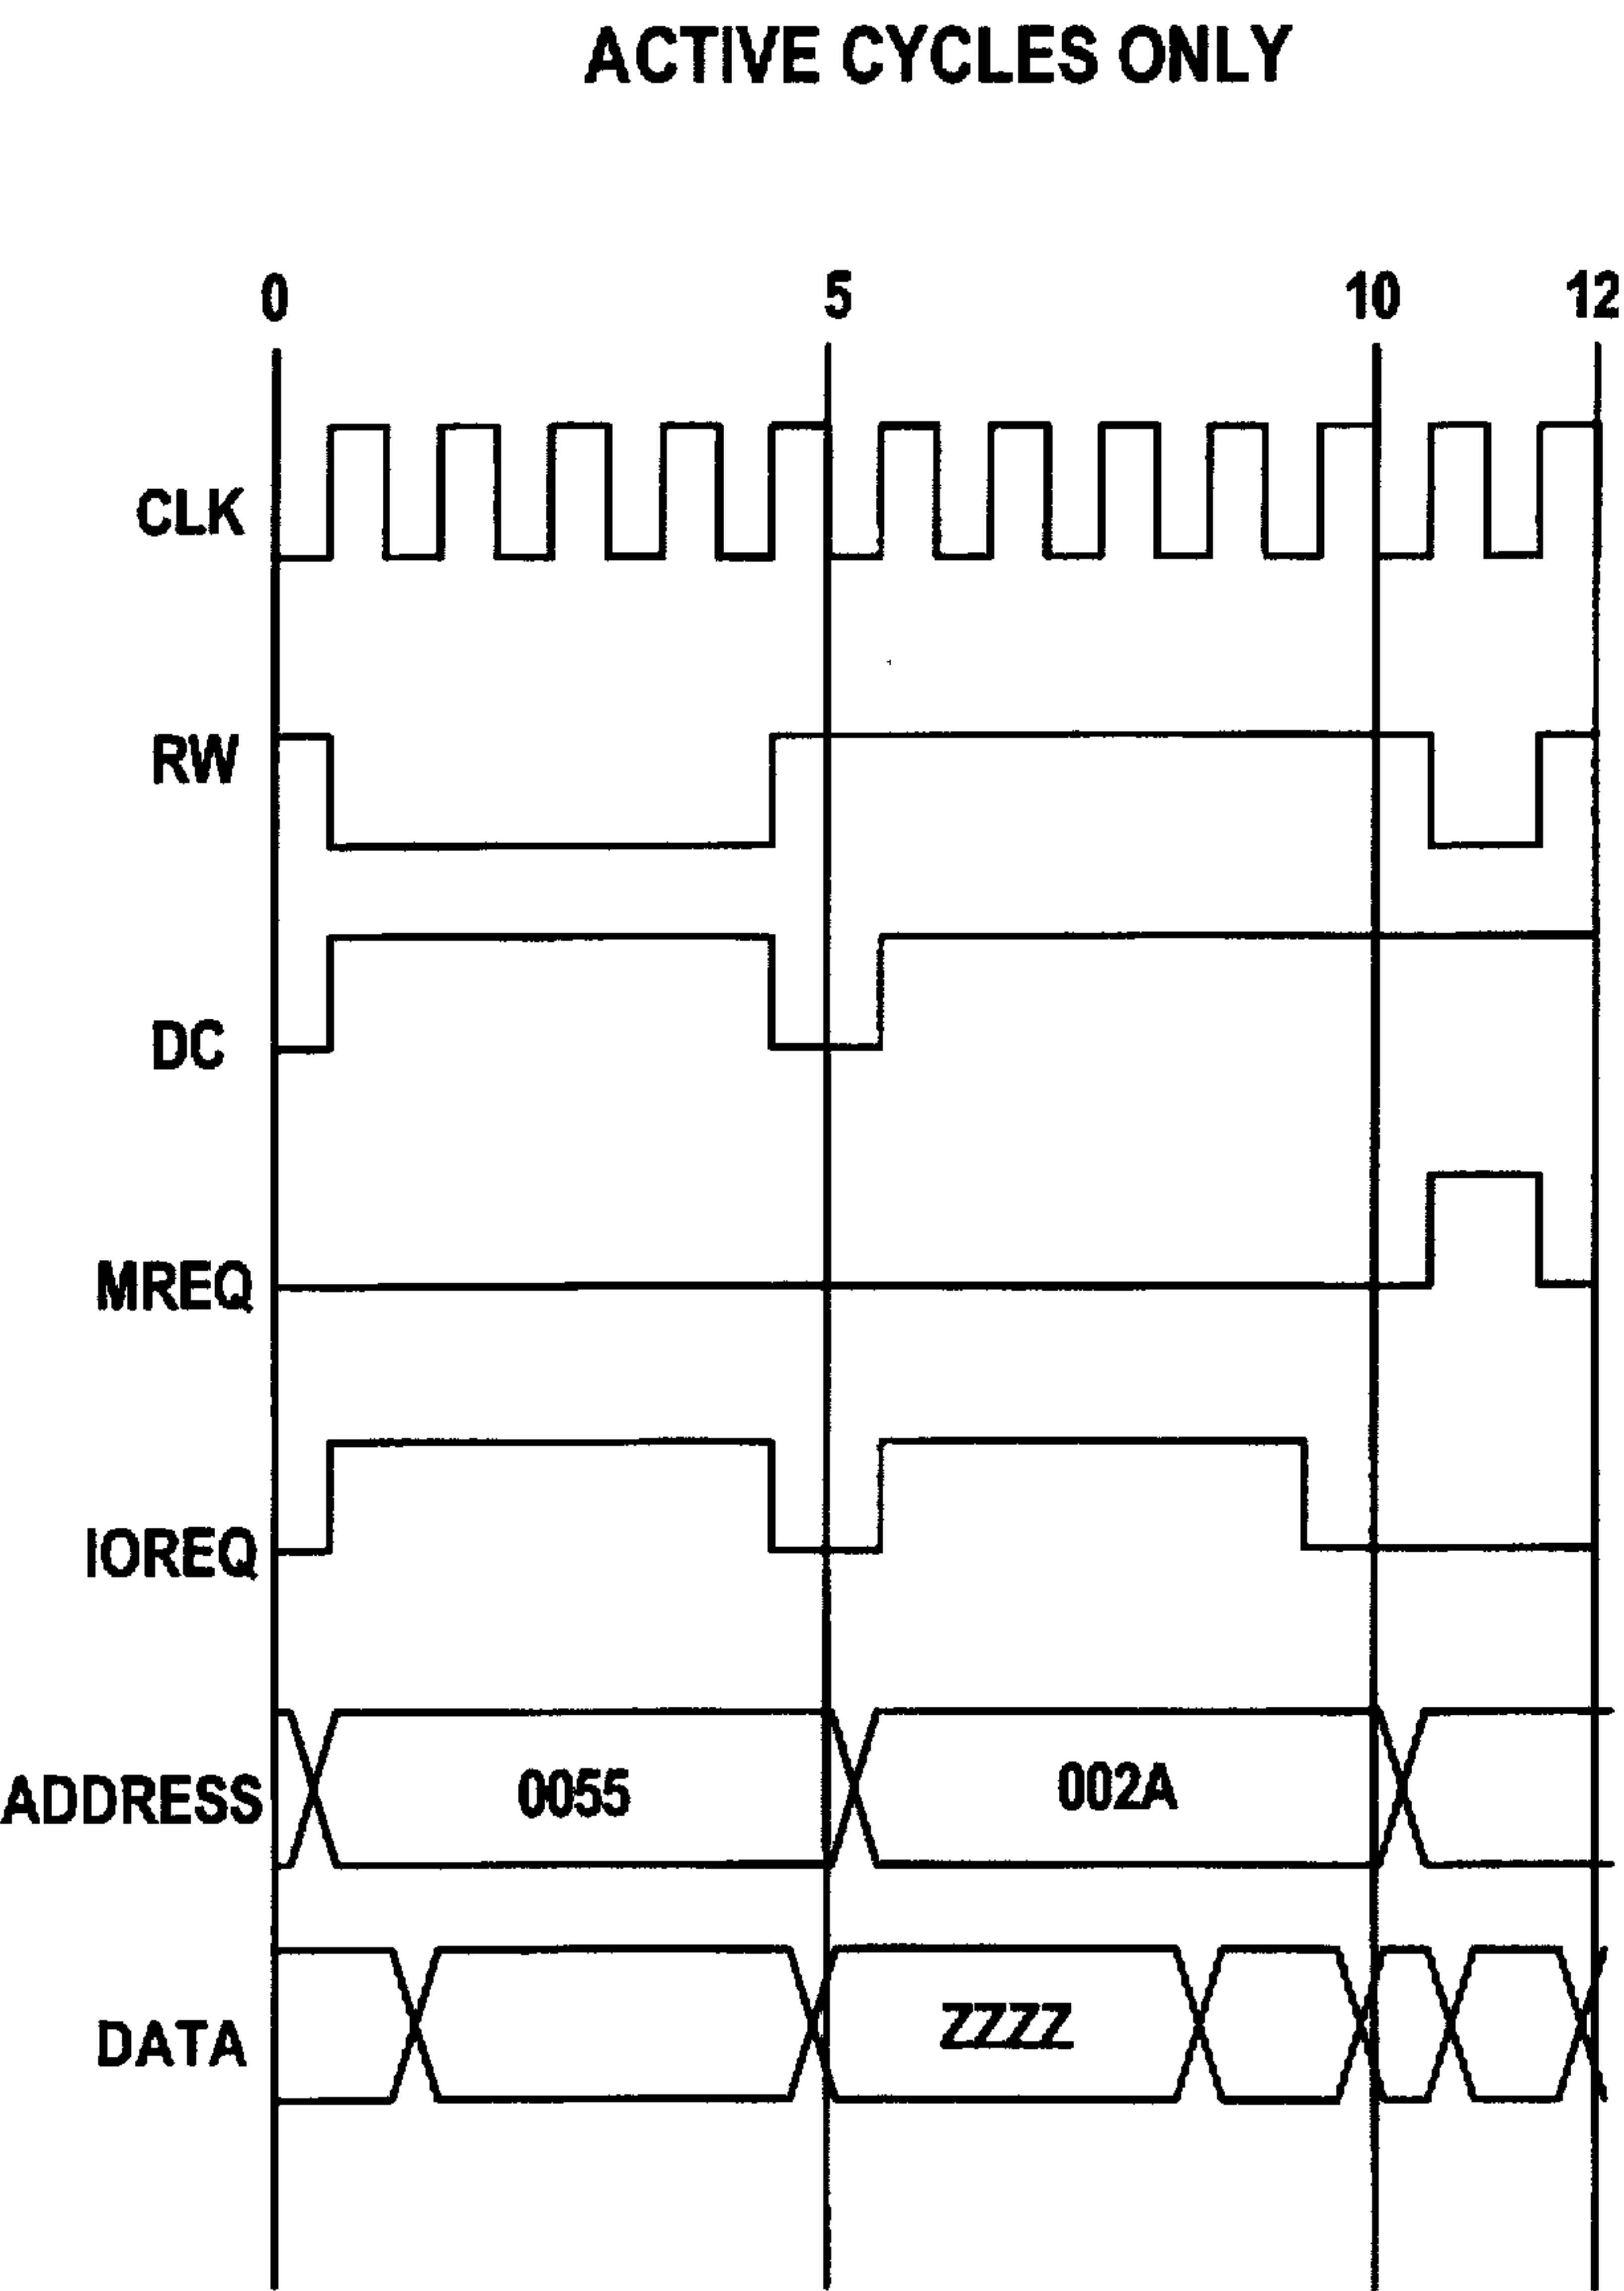 ACTIVE CYCLES ONLY
0 5 10 12
CLK
RW
DC
MREQ
IOREQ
ADDRESS 0055 002A
DATA ZZZZ